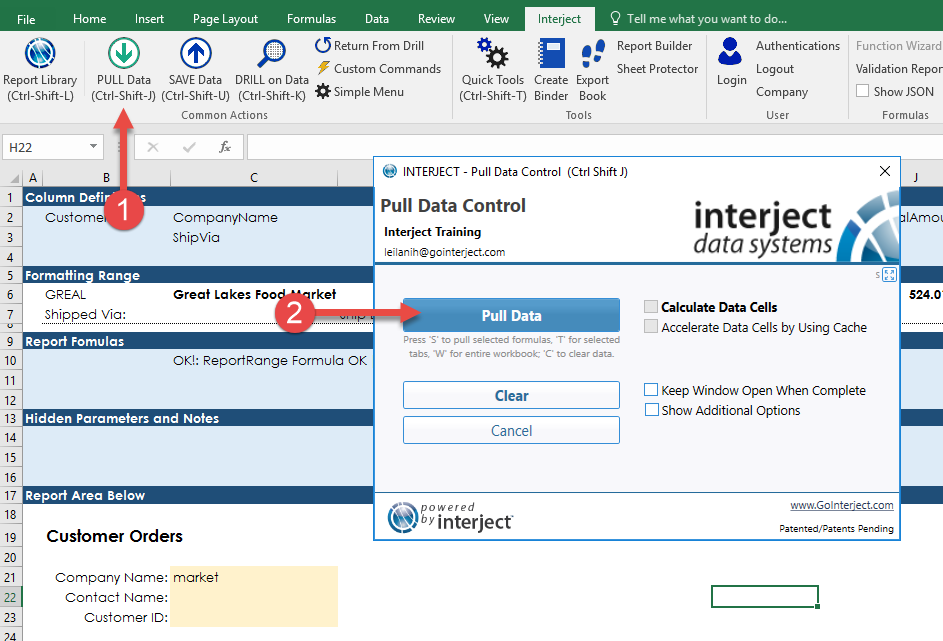 File Home Insert Page Layout Formulas Data Review View Interject Tell me what you want to do...
Report Library
(Ctrl-Shift-L)
PULL Data
(Ctrl-Shift-J)
SAVE Data
(Ctrl-Shift-U)
DRILL on Data
(Ctrl-Shift-K)
Return From Drill
Custom Commands
Simple Menu
Common Actions
Quick Tools
(Ctrl-Shift-T)
Create
Binder
Export
Book
Report Builder
Sheet Protector
Tools
Login
Authentications
Logout
Company
User
Function Wizard
Validation Repor
Show JSON
Formulas
H22
fx
A B C J
1 Column Def
2 Custome CompanyName
3 ShipVia
4
5 Formatting Range
6 GREAL Great Lakes Food Market 524.0
7 Shipped Via:
8
9 Report Fomulas
10 OK!: ReportRange Formula OK
11
12
13 Hidden Parameters and Notes
14
15
16
17 Report Area Below
18
19 Customer Orders
20
21 Company Name: market
22 Contact Name:
23 Customer ID:
24
1
2
INTERJECT - Pull Data Control (Ctrl Shift J)
Pull Data Control
Interject Training
leilanih@gointerject.com
interject
data systems
s
Pull Data
Press 'S' to pull selected formulas, 'T' for selected
tabs, 'W' for entire workbook; 'C' to clear data.
Clear
Cancel
Calculate Data Cells
Accelerate Data Cells by Using Cache
Keep Window Open When Complete
Show Additional Options
powered
by interject
www.GoInterject.com
Patented/Patents Pending